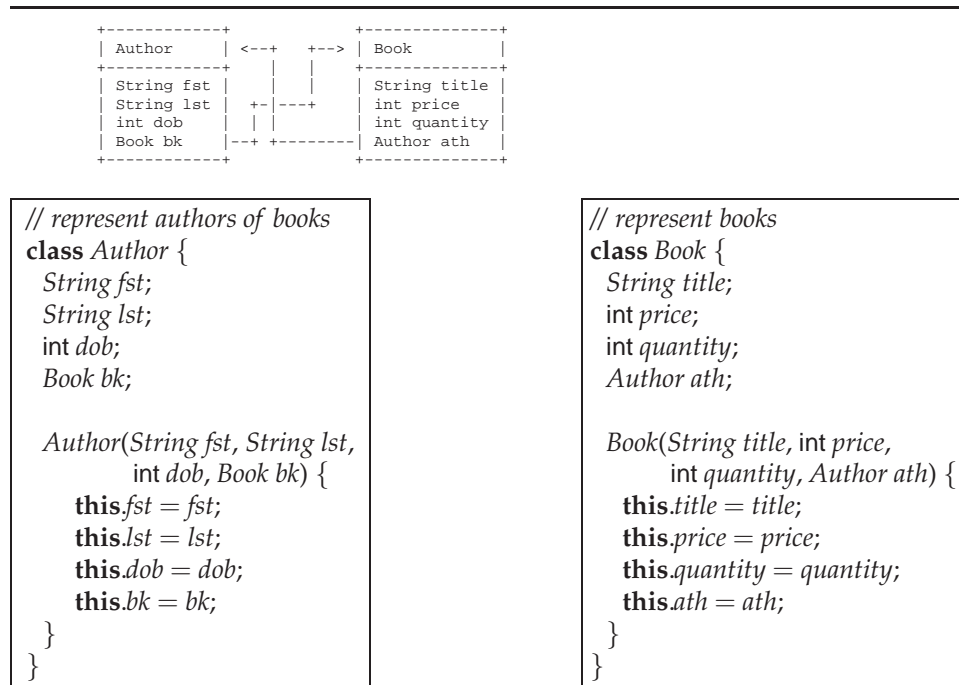 +------------+              +--------------+
| Author     | <--+   +--> | Book         |
+------------+    |   |     +--------------+
| String fst |    |   |     | String title |
| String lst |  +-|---+     | int price    |
| int dob    |  | |         | int quantity |
| Book bk    |--+ +--------| Author ath   |
+------------+              +--------------+
// represent authors of books
class Author {
String fst;
String lst;
int dob;
Book bk;
Author(String fst, String lst,
int dob, Book bk) {
this.fst = fst;
this.lst = lst;
this.dob = dob;
this.bk = bk;
}
}
// represent books
class Book {
String title;
int price;
int quantity;
Author ath;
Book(String title, int price,
int quantity, Author ath) {
this.title = title;
this.price = price;
this.quantity = quantity;
this.ath = ath;
}
}